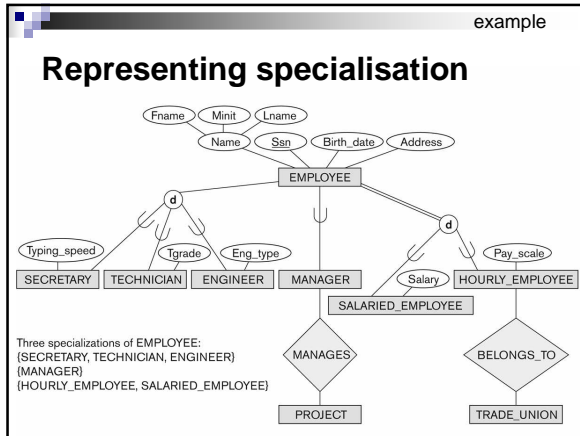 example
Representing specialisation
Fname Minit Lname
Name Ssn Birth_date Address
EMPLOYEE
d
d
Typing_speed Tgrade Eng_type Salary Pay_scale
SECRETARY TECHNICIAN ENGINEER MANAGER HOURLY_EMPLOYEE
SALARIED_EMPLOYEE
Three specializations of EMPLOYEE:
{SECRETARY, TECHNICIAN, ENGINEER}
{MANAGER}
{HOURLY_EMPLOYEE, SALARIED_EMPLOYEE}
MANAGES BELONGS_TO
PROJECT TRADE_UNION